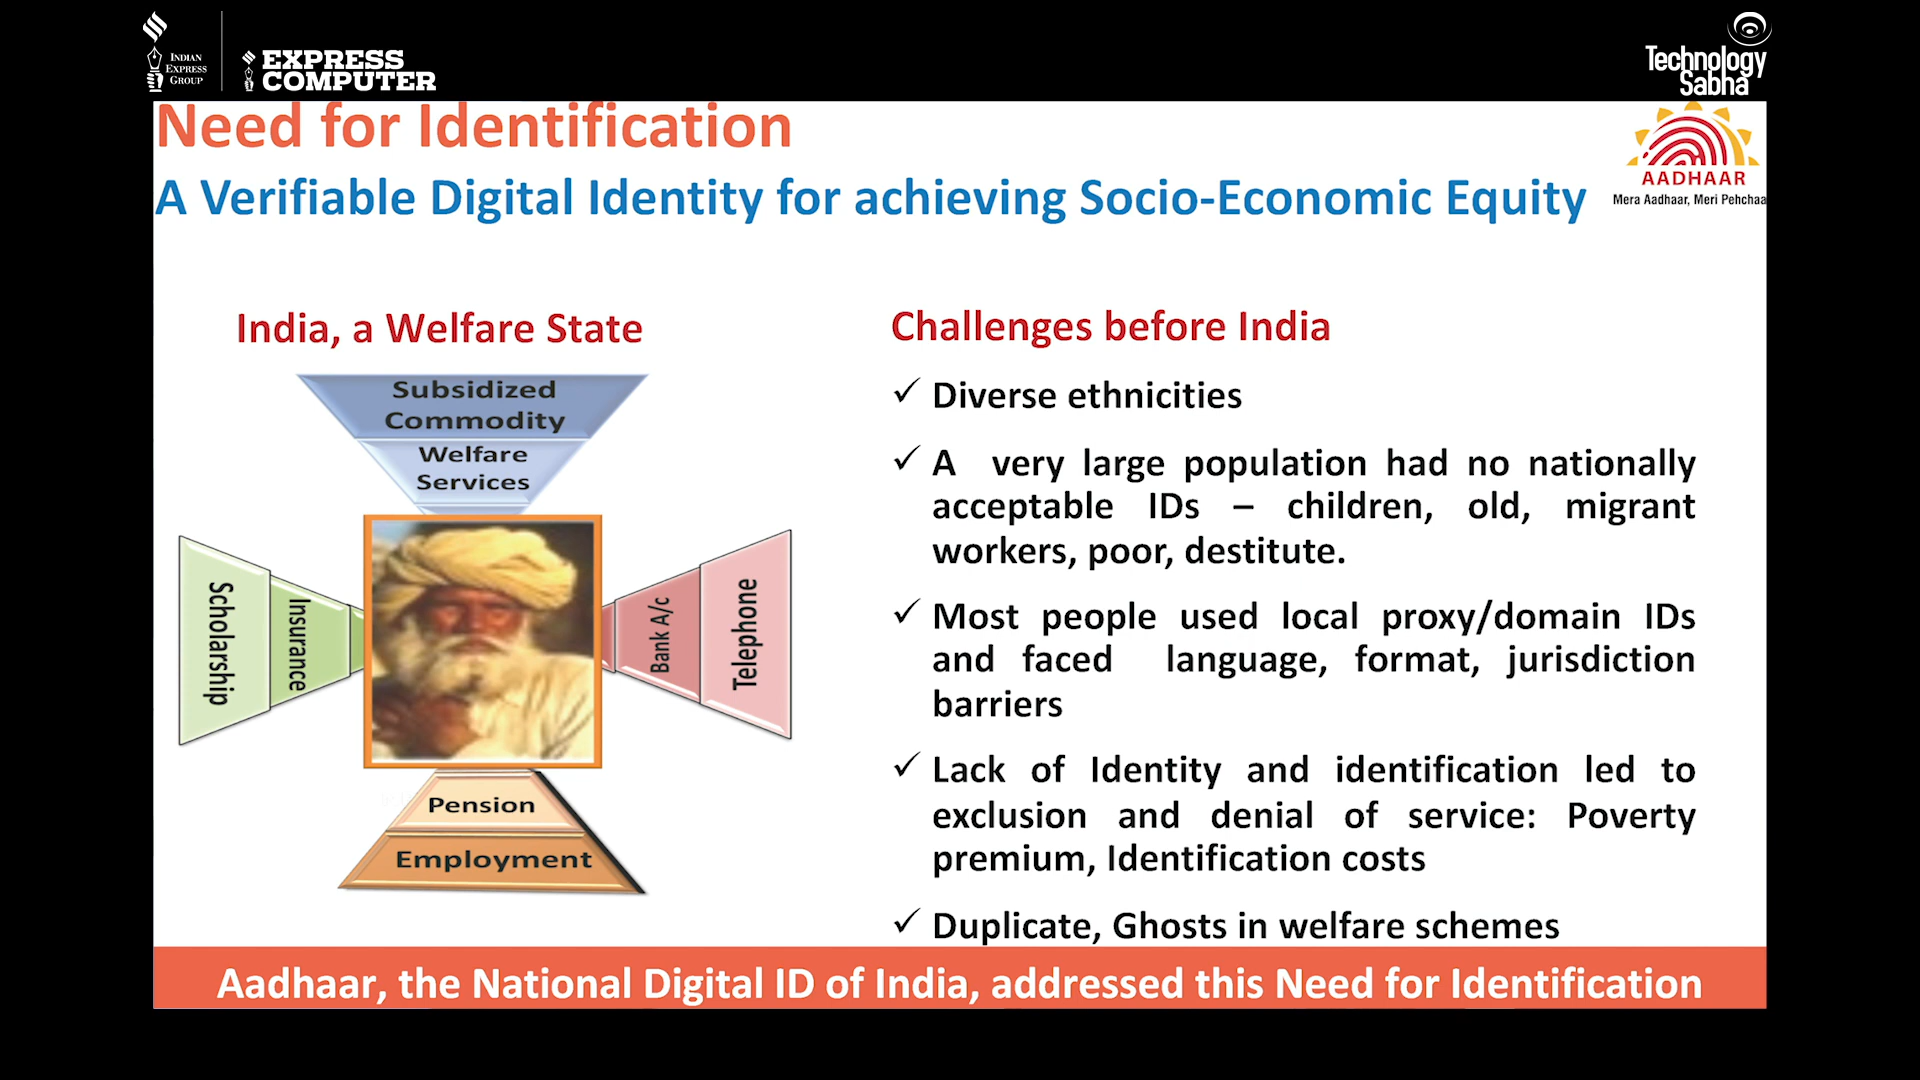 INDIAN
EXPRESS
GROUP
EXPRESS
COMPUTER
Technology
Sabha
Need for Identification
A Verifiable Digital Identity for achieving Socio-Economic Equity
AADHAAR
Mera Aadhaar, Meri Pehchaa
India, a Welfare State
Subsidized
Commodity
Welfare
Services
Scholarship
Insurance
Bank A/c
Telephone
Pension
Employment
Challenges before India
✓ Diverse ethnicities
✓ A very large population had no nationally
acceptable IDs – children, old, migrant
workers, poor, destitute.
✓ Most people used local proxy/domain IDs
and faced language, format, jurisdiction
barriers
✓ Lack of Identity and identification led to
exclusion and denial of service: Poverty
premium, Identification costs
✓ Duplicate, Ghosts in welfare schemes
Aadhaar, the National Digital ID of India, addressed this Need for Identification